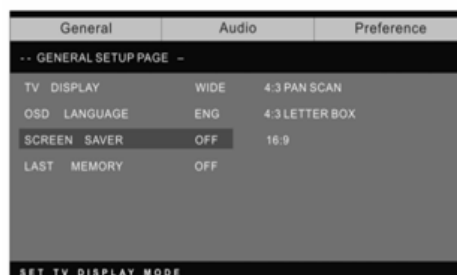 General Audio Preference
-- GENERAL SETUP PAGE –
TV DISPLAY WIDE 4:3 PAN SCAN
OSD LANGUAGE ENG 4:3 LETTER BOX
SCREEN SAVER OFF 16:9
LAST MEMORY OFF
SET TV DISPLAY MODE